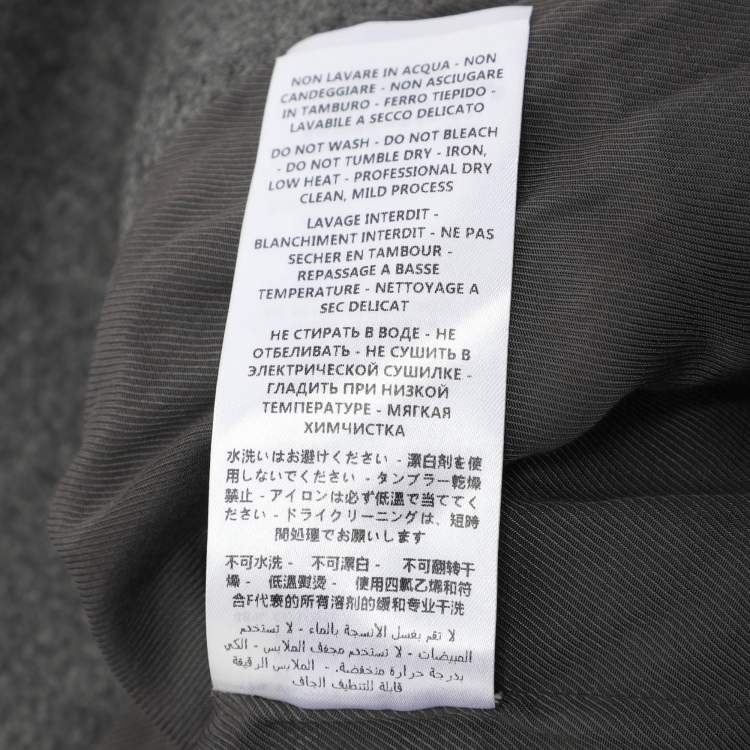 NON LAVARE IN ACQUA - NON
CANDEGGIARE - NON ASCIUGARE
IN TAMBURO - FERRO TIEPIDO -
LAVABILE A SECCO DELICATO
DO NOT WASH - DO NOT BLEACH
- DO NOT TUMBLE DRY - IRON,
LOW HEAT - PROFESSIONAL DRY
CLEAN, MILD PROCESS
LAVAGE INTERDIT -
BLANCHIMENT INTERDIT - NE PAS
SECHER EN TAMBOUR -
REPASSAGE A BASSE
TEMPERATURE - NETTOYAGE A
SEC DELICAT
НЕ СТИРАТЬ В ВОДЕ - НЕ
ОТБЕЛИВАТЬ - НЕ СУШИТЬ В
ЭЛЕКТРИЧЕСКОЙ СУШИЛКЕ -
ГЛАДИТЬ ПРИ НИЗКОЙ
ТЕМПЕРАТУРЕ - МЯГКАЯ
ХИМЧИСТКА
水洗いはお避けください - 漂白剤を使
用しないでください - タンブラー乾燥
禁止 - アイロンは必ず低温で当ててく
ださい - ドライクリーニングは、短時
間処理でお願いします
不可水洗 - 不可漂白 - 不可翻转干
燥 - 低溫熨烫 - 使用四氯乙烯和符
合F代表的所有溶剂的缓和专业干洗
لا تقم بغسل الأنسجة بالماء - لا تستخدم
المبيضات - لا تستخدم مجفف الملابس - الكي
بدرجة حرارة منخفضة. - الملابس الرقيقة
قابلة للتنظيف الجاف